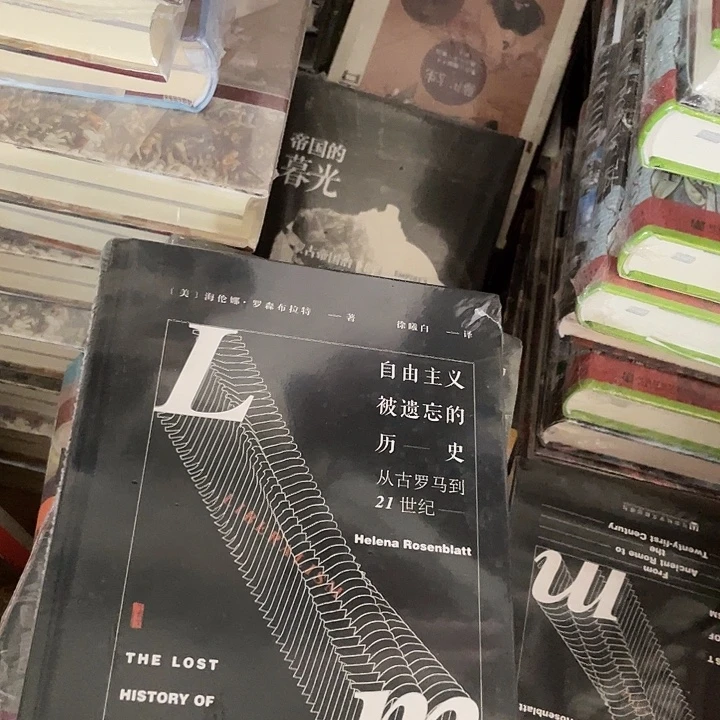 帝国的
暮光
[美]海伦娜·罗森布拉特 —著 徐曦白 —译
L
自由主义
被遗忘的
历—史
从古罗马到
21世纪—
Helena Rosenblatt
LIBERALISM
THE LOST
HISTORY OF
m
From
Ancient Rome to
the
Twenty-first Century
m